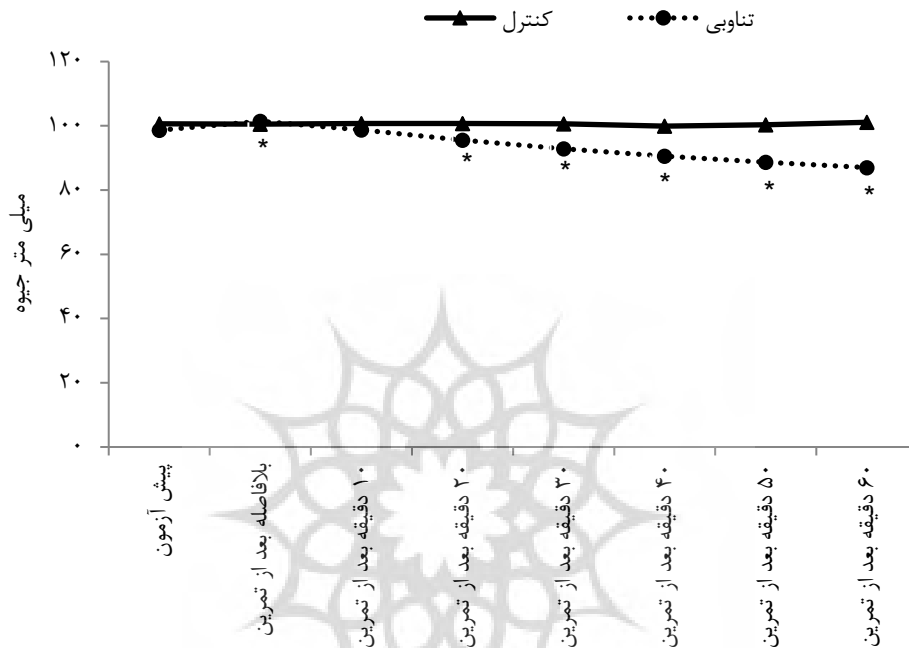 کنترل تناوبی
۱۲۰
۱۰۰
۸۰
۶۰
۴۰
۲۰
۰
میلی متر جیوه
* * * * * *
پیش آزمون
بلافاصله بعد از تمرین
۱۰ دقیقه بعد از تمرین
۲۰ دقیقه بعد از تمرین
۳۰ دقیقه بعد از تمرین
۴۰ دقیقه بعد از تمرین
۵۰ دقیقه بعد از تمرین
۶۰ دقیقه بعد از تمرین